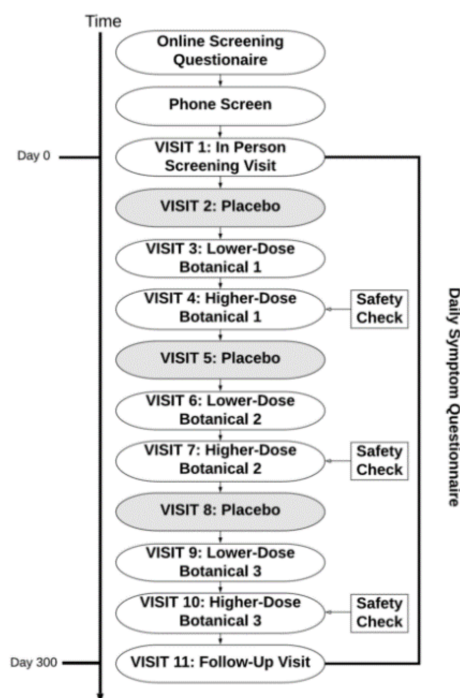 Time
Online Screening
Questionaire
Phone Screen
Day 0
VISIT 1: In Person
Screening Visit
VISIT 2: Placebo
VISIT 3: Lower-Dose
Botanical 1
VISIT 4: Higher-Dose
Botanical 1
Safety
Check
VISIT 5: Placebo
VISIT 6: Lower-Dose
Botanical 2
VISIT 7: Higher-Dose
Botanical 2
Safety
Check
VISIT 8: Placebo
VISIT 9: Lower-Dose
Botanical 3
VISIT 10: Higher-Dose
Botanical 3
Safety
Check
Day 300
VISIT 11: Follow-Up Visit
Daily Symptom Questionnaire